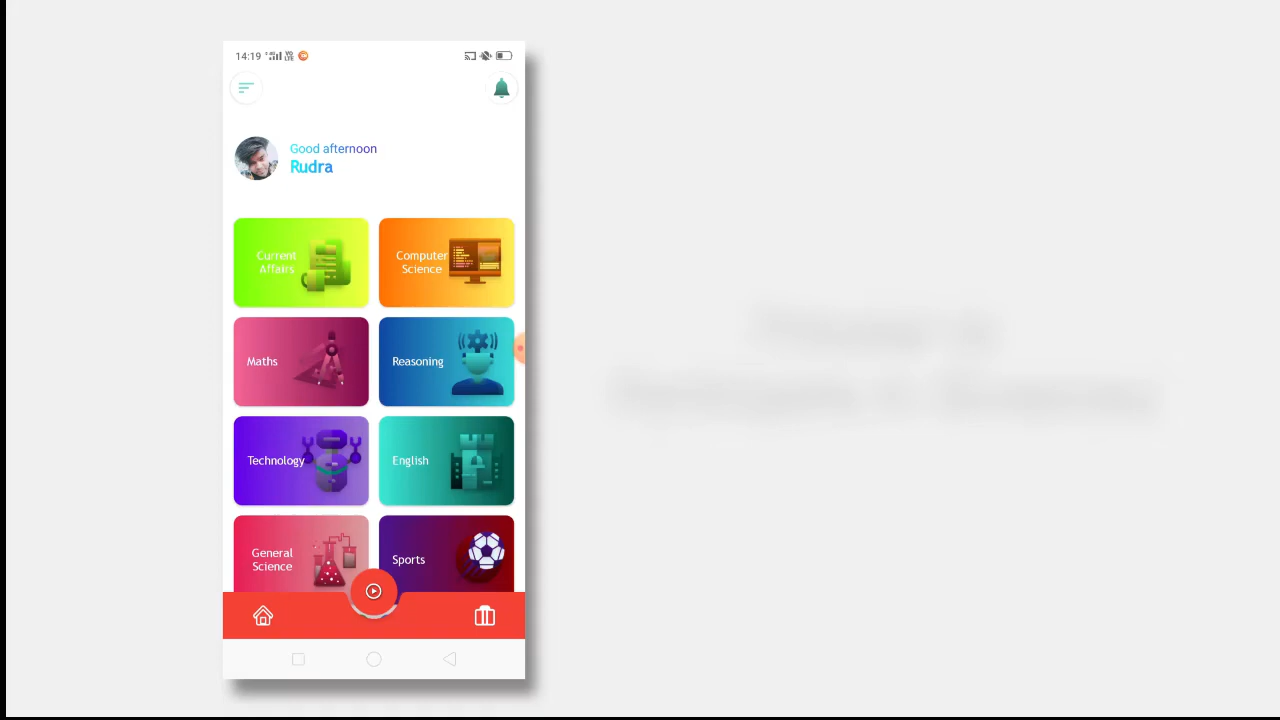 14:19
Good afternoon
Rudra
Current
Affairs
Computer
Science
Maths
Reasoning
Technology
English
General
Science
Sports